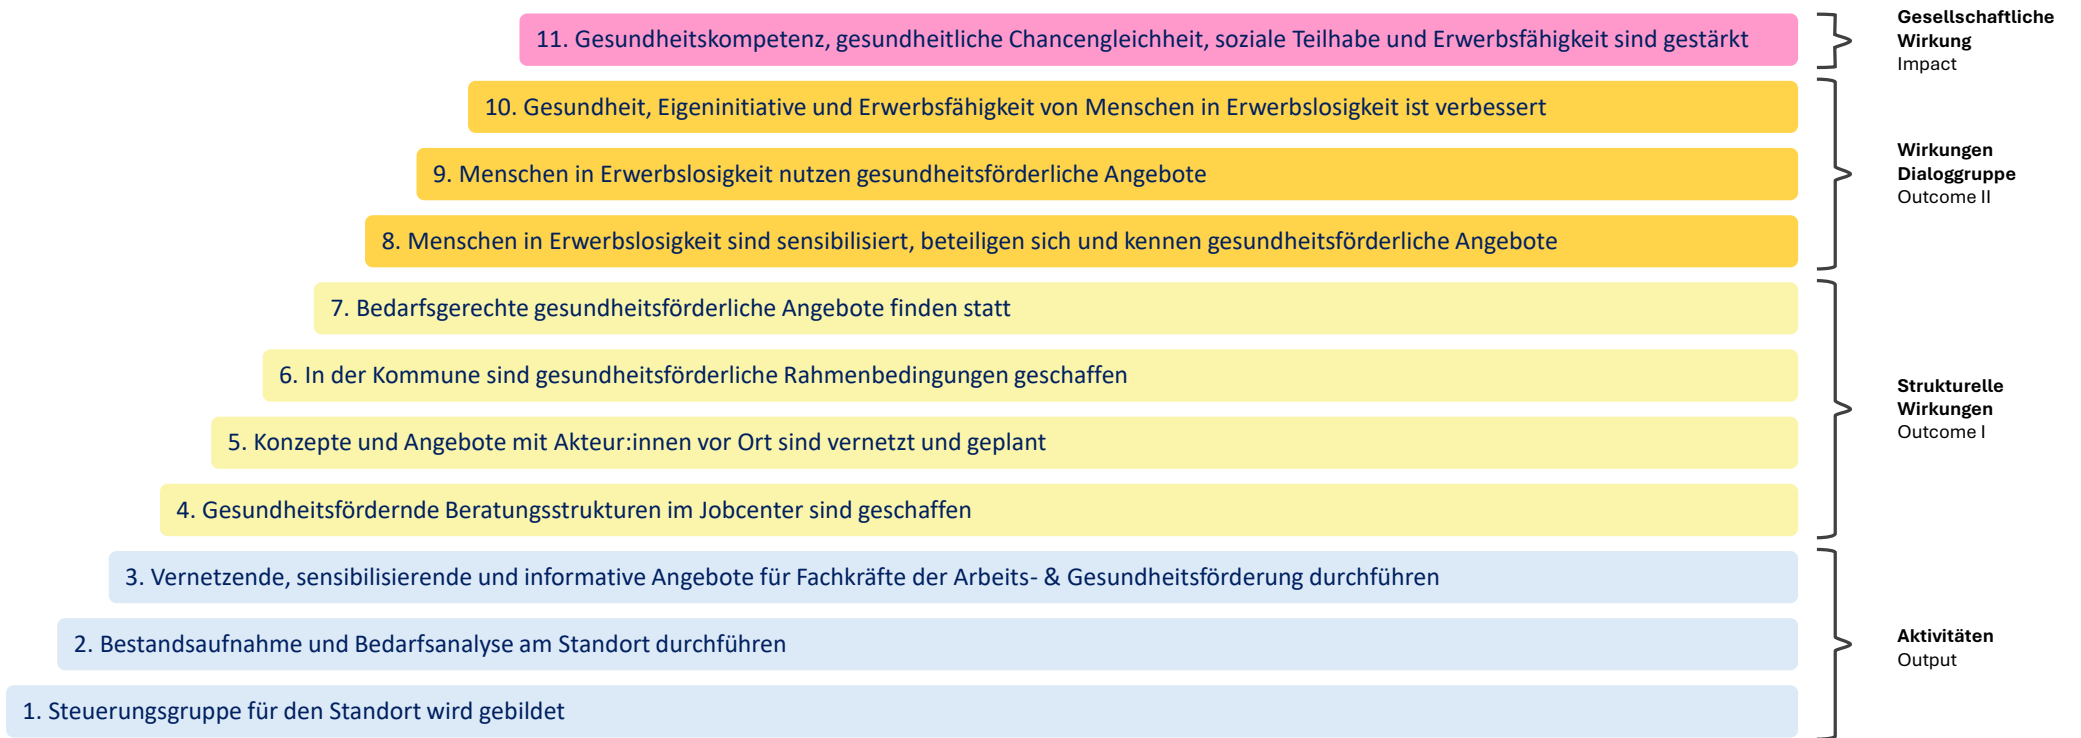 11. Gesundheitskompetenz, gesundheitliche Chancengleichheit, soziale Teilhabe und Erwerbsfähigkeit sind gestärkt
Gesellschaftliche
Wirkung
Impact
10. Gesundheit, Eigeninitiative und Erwerbsfähigkeit von Menschen in Erwerbslosigkeit ist verbessert
9. Menschen in Erwerbslosigkeit nutzen gesundheitsförderliche Angebote
8. Menschen in Erwerbslosigkeit sind sensibilisiert, beteiligen sich und kennen gesundheitsförderliche Angebote
Wirkungen
Dialoggruppe
Outcome II
7. Bedarfsgerechte gesundheitsförderliche Angebote finden statt
6. In der Kommune sind gesundheitsförderliche Rahmenbedingungen geschaffen
5. Konzepte und Angebote mit Akteur:innen vor Ort sind vernetzt und geplant
4. Gesundheitsfördernde Beratungsstrukturen im Jobcenter sind geschaffen
Strukturelle
Wirkungen
Outcome I
3. Vernetzende, sensibilisierende und informative Angebote für Fachkräfte der Arbeits- & Gesundheitsförderung durchführen
2. Bestandsaufnahme und Bedarfsanalyse am Standort durchführen
1. Steuerungsgruppe für den Standort wird gebildet
Aktivitäten
Output